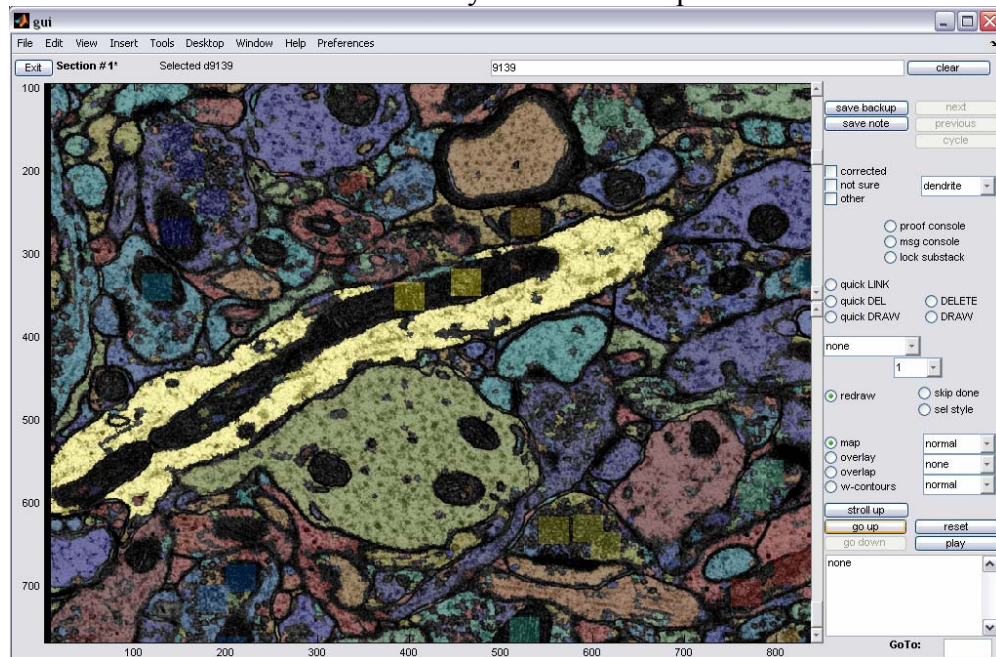 gui
File Edit View Insert Tools Desktop Window Help Preferences
Exit Section #1* Selected d9139 9139 clear
save backup next
save note previous
cycle
corrected
not sure dendrite
other
proof console
msg console
lock substack
quick LINK
quick DEL DELETE
quick DRAW DRAW
none
1
redraw skip done
sel style
map normal
overlay none
overlap
w-contours normal
stroll up
go up reset
go down play
none
GoTo:
100
200
300
400
500
600
700
100 200 300 400 500 600 700 800